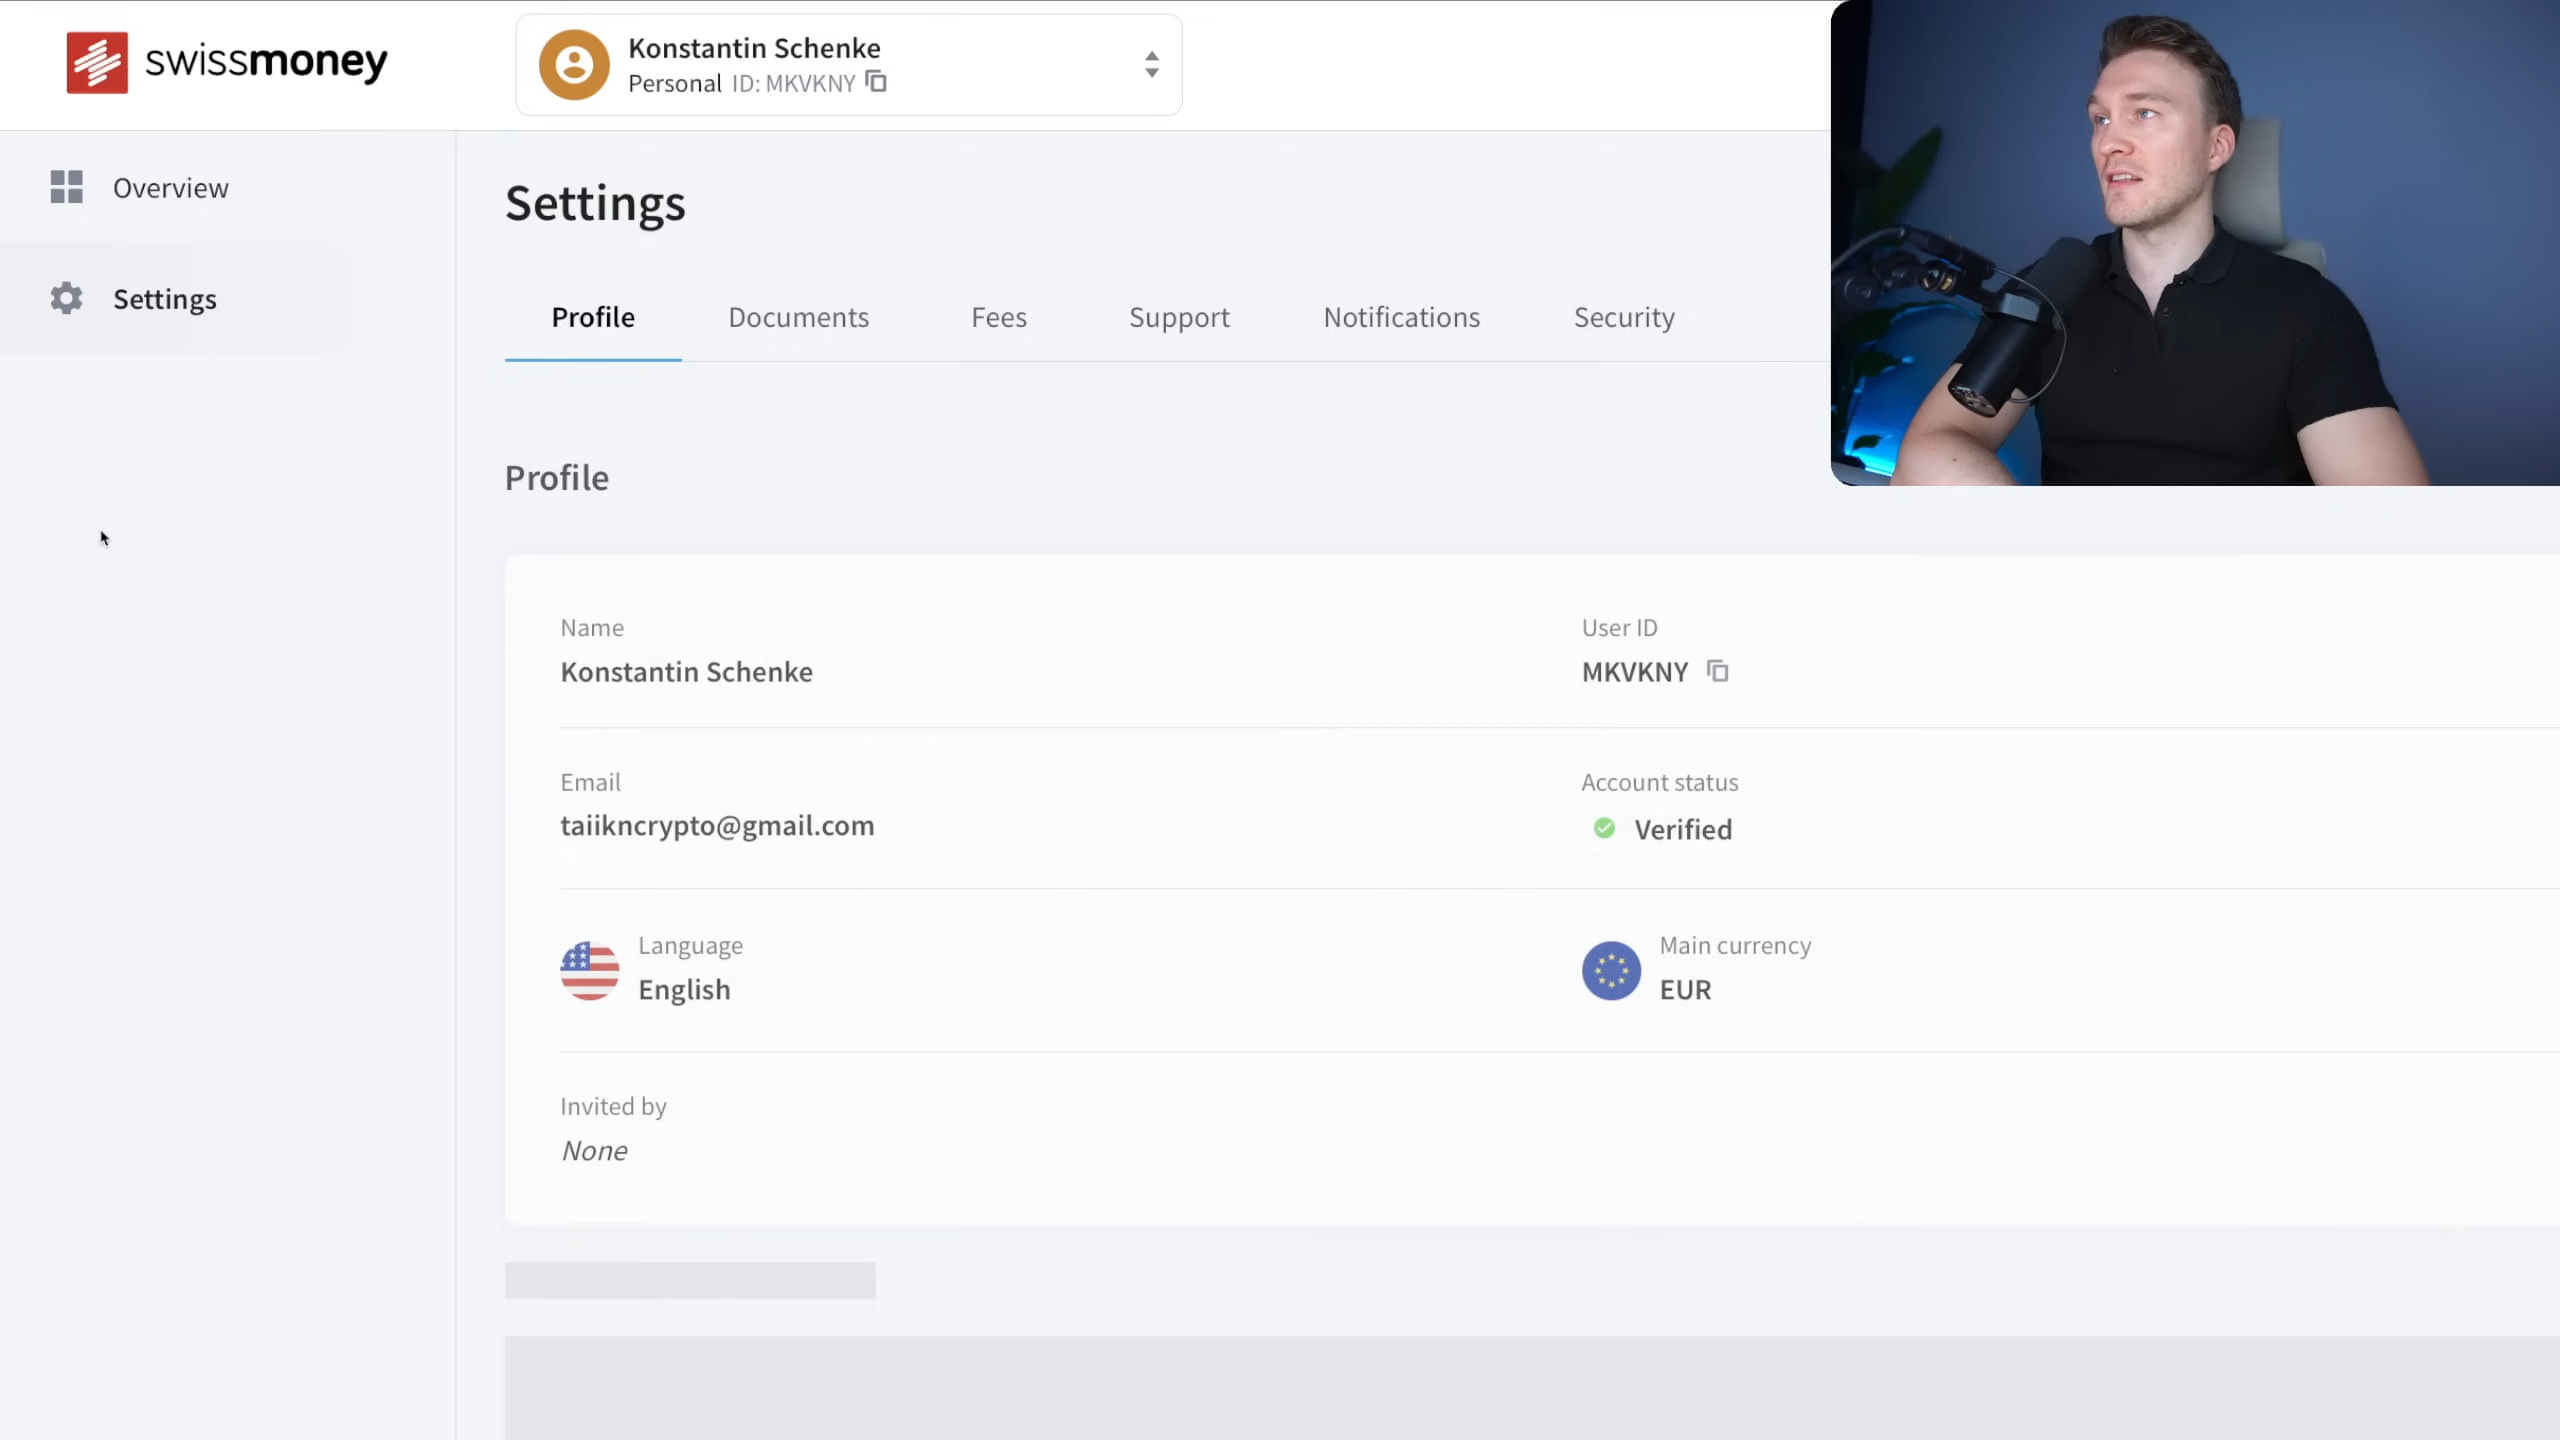 swissmoney
Konstantin Schenke
Personal ID: MKVKNY
Overview
Settings
Settings
Profile Documents Fees Support Notifications Security
Profile
Name
Konstantin Schenke
User ID
MKVKNY
Email
taiikncrypto@gmail.com
Account status
Verified
Language
English
Main currency
EUR
Invited by
None